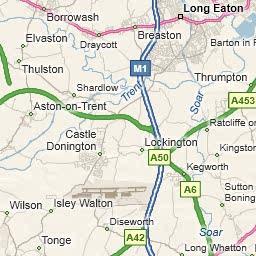 Borrowash
Long Eaton
Elvaston
Breaston
Draycott
Barton in F
Thulston
M1
Shardlow
Thrumpton
Trent
Soar
A453
Aston-on-Trent
Ratcliffe on
Castle
Donington
Lockington
Kingston
A50
Kegworth
A6
Sutton
Boning
Wilson
Isley Walton
Diseworth
Soar
Tonge
A42
Long Whatton